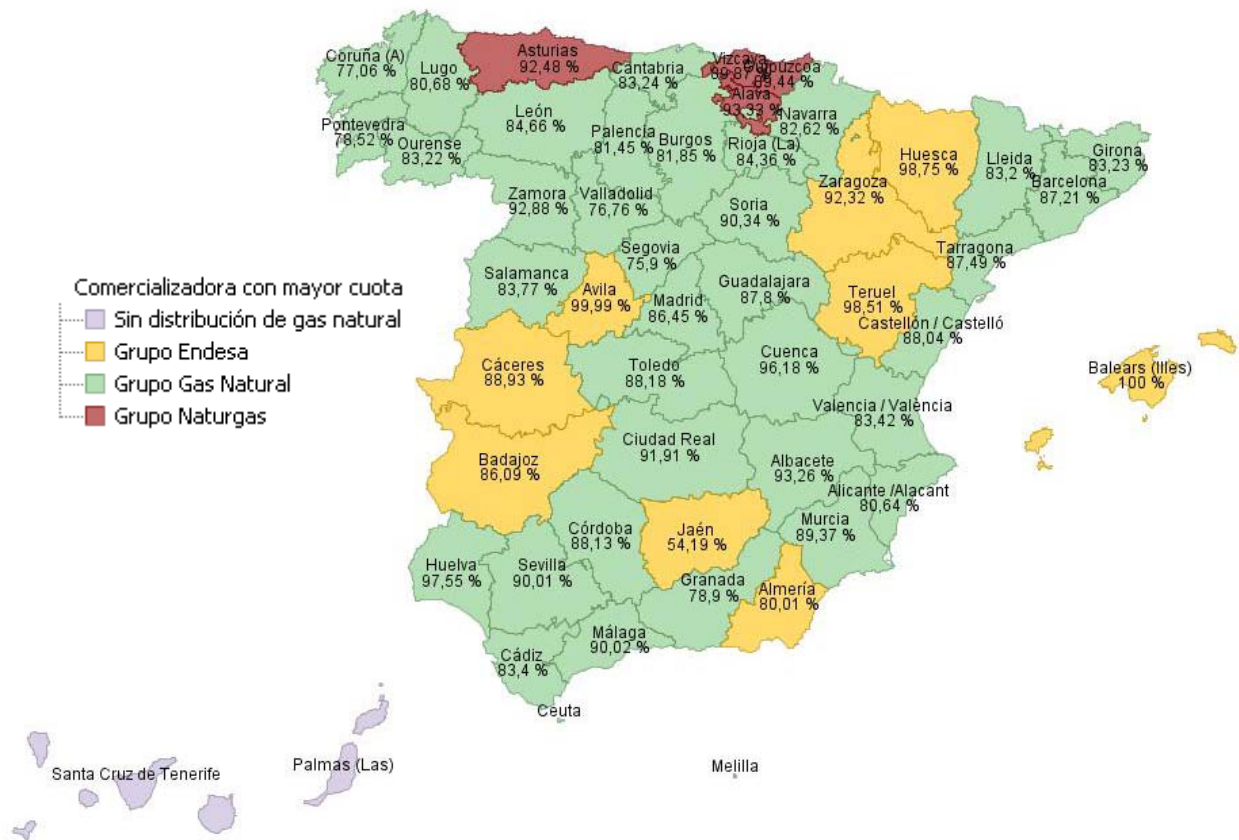 Coruña (A)
77,06 %
Lugo
80,68 %
Asturias
92,48 %
Cantabria
83,24 %
Vizcaya
89,87 %
Guipúzcoa
89,44 %
Alava
93,33 %
Navarra
82,62 %
Pontevedra
78,52 %
Ourense
83,22 %
León
84,66 %
Palencia
81,45 %
Burgos
81,85 %
Rioja (La)
84,36 %
Huesca
98,75 %
Lleida
83,2 %
Girona
83,23 %
Barcelona
87,21 %
Zaragoza
92,32 %
Zamora
92,88 %
Valladolid
76,76 %
Soria
90,34 %
Tarragona
87,49 %
Segovia
75,9 %
Salamanca
83,77 %
Avila
99,99 %
Madrid
86,45 %
Guadalajara
87,8 %
Teruel
98,51 %
Castellón / Castelló
88,04 %
Comercializadora con mayor cuota
Sin distribución de gas natural
Grupo Endesa
Grupo Gas Natural
Grupo Naturgas
Cáceres
88,93 %
Toledo
88,18 %
Cuenca
96,18 %
Balears (Illes)
100 %
Valencia / València
83,42 %
Badajoz
86,09 %
Ciudad Real
91,91 %
Albacete
93,26 %
Alicante /Alacant
80,64 %
Murcia
89,37 %
Córdoba
88,13 %
Jaén
54,19 %
Huelva
97,55 %
Sevilla
90,01 %
Granada
78,9 %
Almería
80,01 %
Málaga
90,02 %
Cádiz
83,4 %
Ceuta
Melilla
Santa Cruz de Tenerife
Palmas (Las)